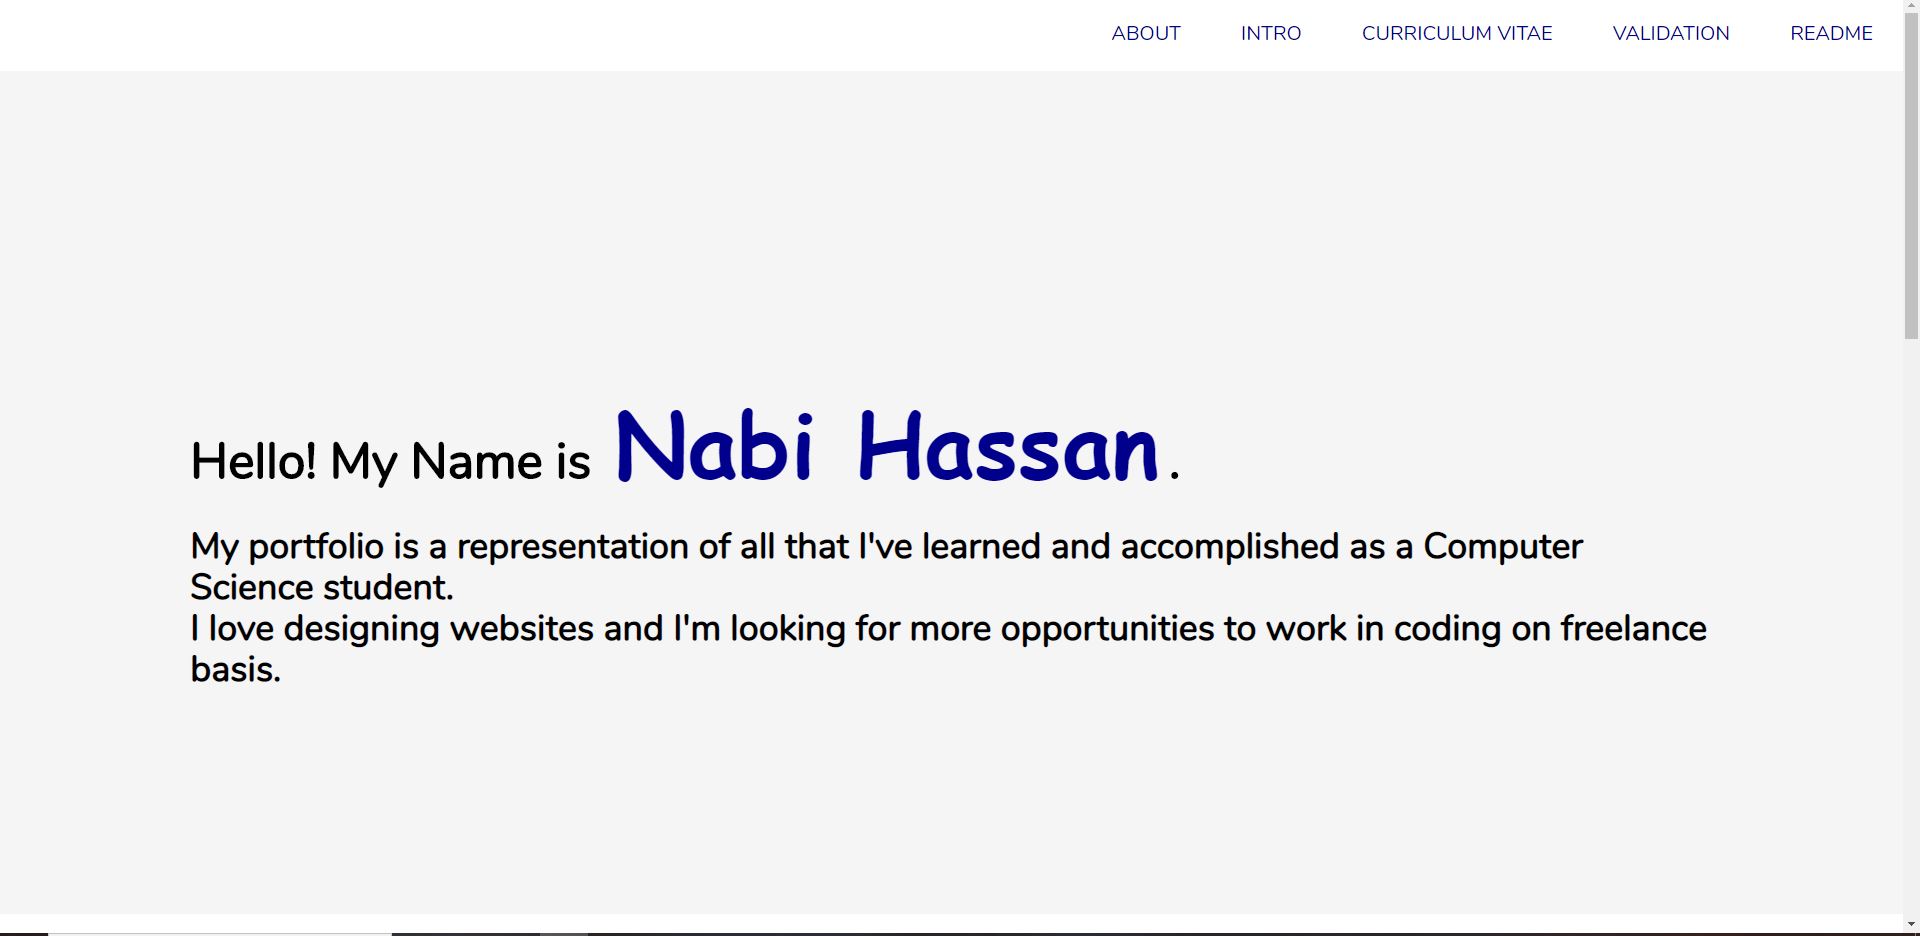 ABOUT INTRO CURRICULUM VITAE VALIDATION README
Hello! My Name is Nabi Hassan.
My portfolio is a representation of all that I've learned and accomplished as a Computer
Science student.
I love designing websites and I'm looking for more opportunities to work in coding on freelance
basis.